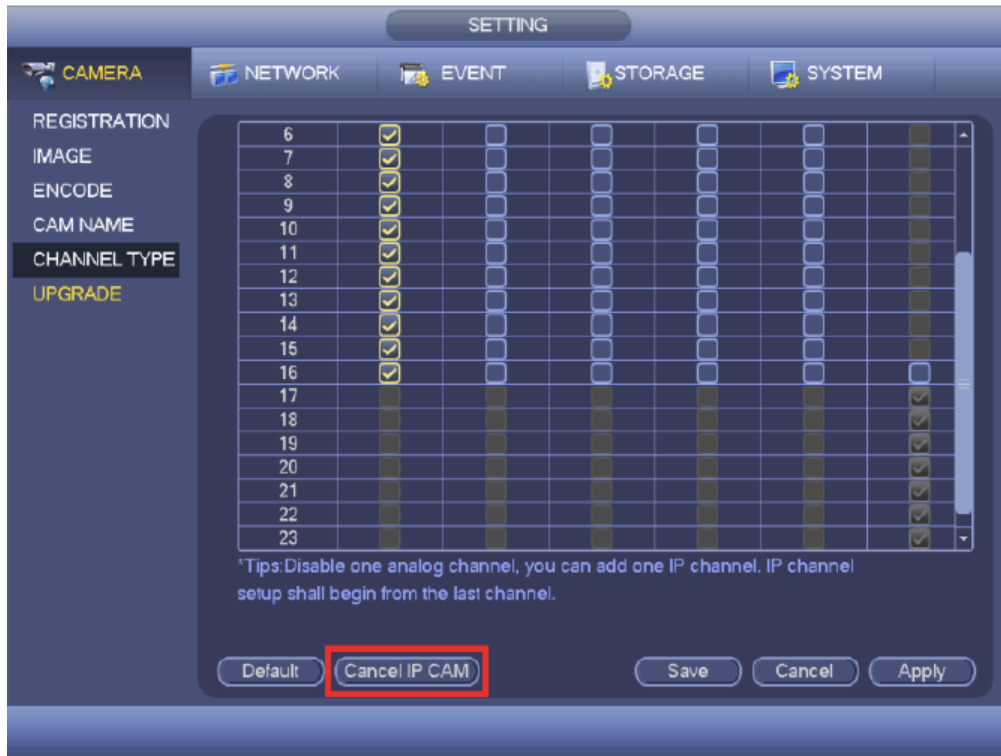 SETTING
CAMERA NETWORK EVENT STORAGE SYSTEM
REGISTRATION
IMAGE
ENCODE
CAM NAME
CHANNEL TYPE
UPGRADE
6
7
8
9
10
11
12
13
14
15
16
17
18
19
20
21
22
23
*Tips:Disable one analog channel, you can add one IP channel. IP channel
setup shall begin from the last channel.
Default Cancel IP CAM Save Cancel Apply